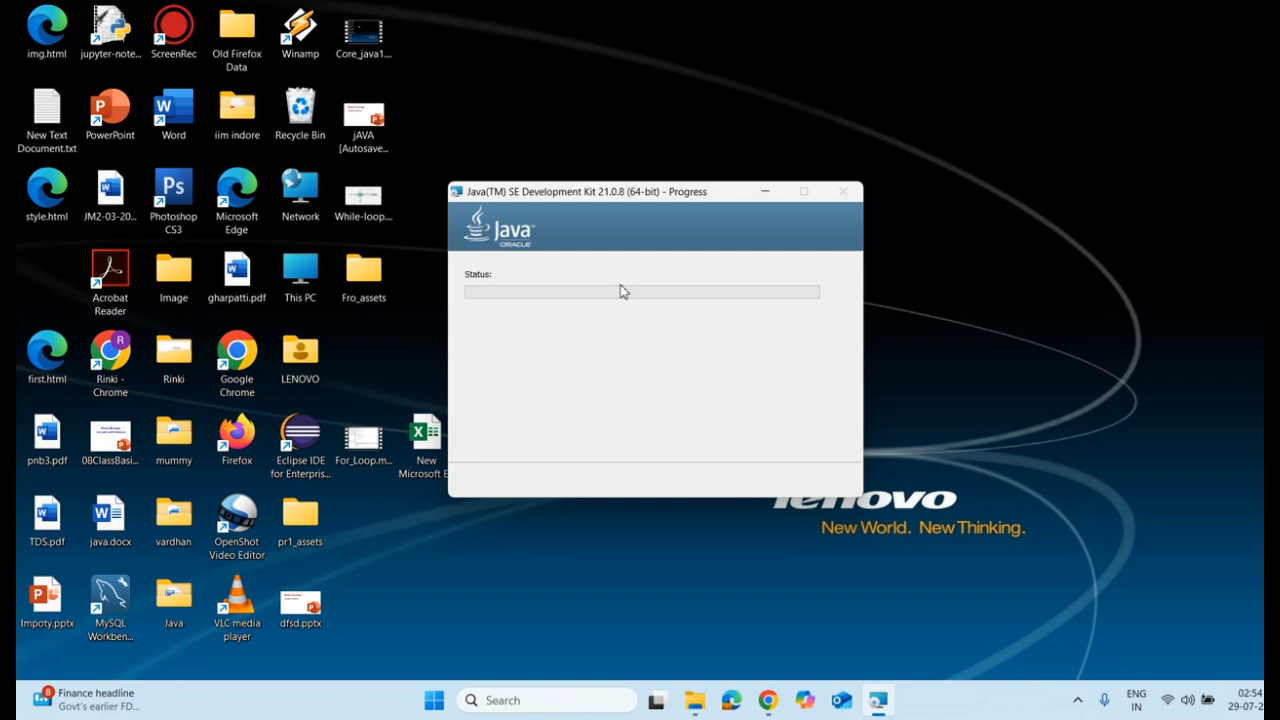 img.html
jupyter-note...
ScreenRec
Old Firefox
Data
Winamp
Core_java1...
New Text
Document.txt
PowerPoint
Word
iim indore
Recycle Bin
jAVA
[Autosave...
style.html
JM2-03-20...
Photoshop
CS3
Microsoft
Edge
Network
While-loop....
Acrobat
Reader
Image
gharpatti.pdf
This PC
Fro_assets
first.html
Rinki -
Chrome
Rinki
Google
Chrome
LENOVO
pnb3.pdf
08ClassBasi...
mummy
Firefox
Eclipse IDE
for Enterpris...
For_Loop.m...
New
Microsoft E
TDS.pdf
java.docx
vardhan
OpenShot
Video Editor
pr1_assets
Impoty.pptx
MySQL
Workben...
Java
VLC media
player
dfsd.pptx
Java(TM) SE Development Kit 21.0.8 (64-bit) - Progress
Java™
ORACLE
Status:
lenovo
New World. New Thinking.
8
Finance headline
Govt's earlier FD...
Search
ENG
IN
02:54
29-07-2